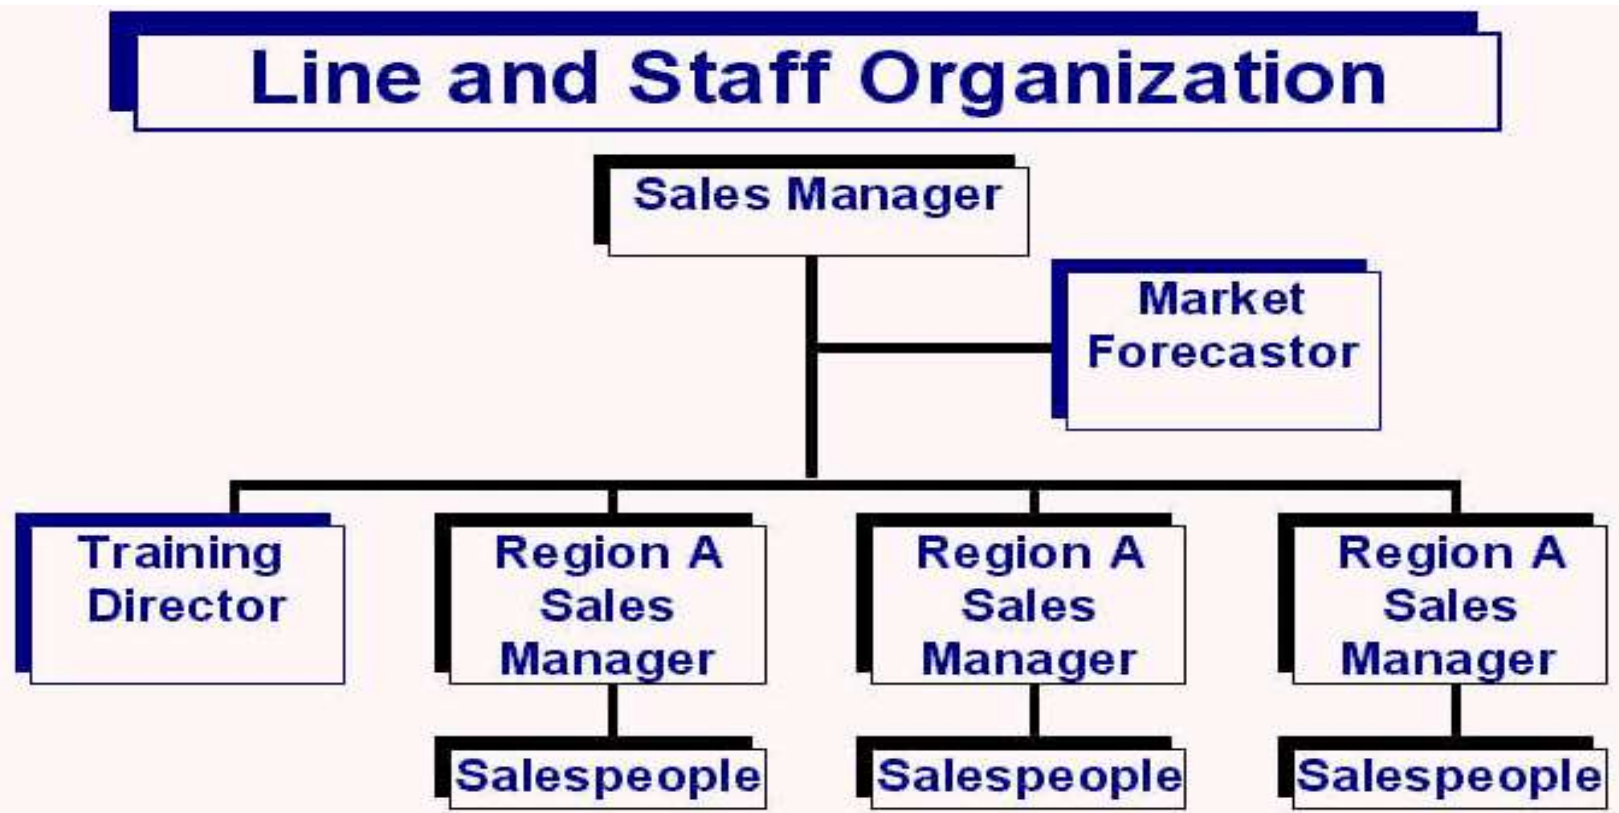 Line and Staff Organization
Sales Manager
Market
Forecastor
Training
Director
Region A
Sales
Manager
Region A
Sales
Manager
Region A
Sales
Manager
Salespeople
Salespeople
Salespeople